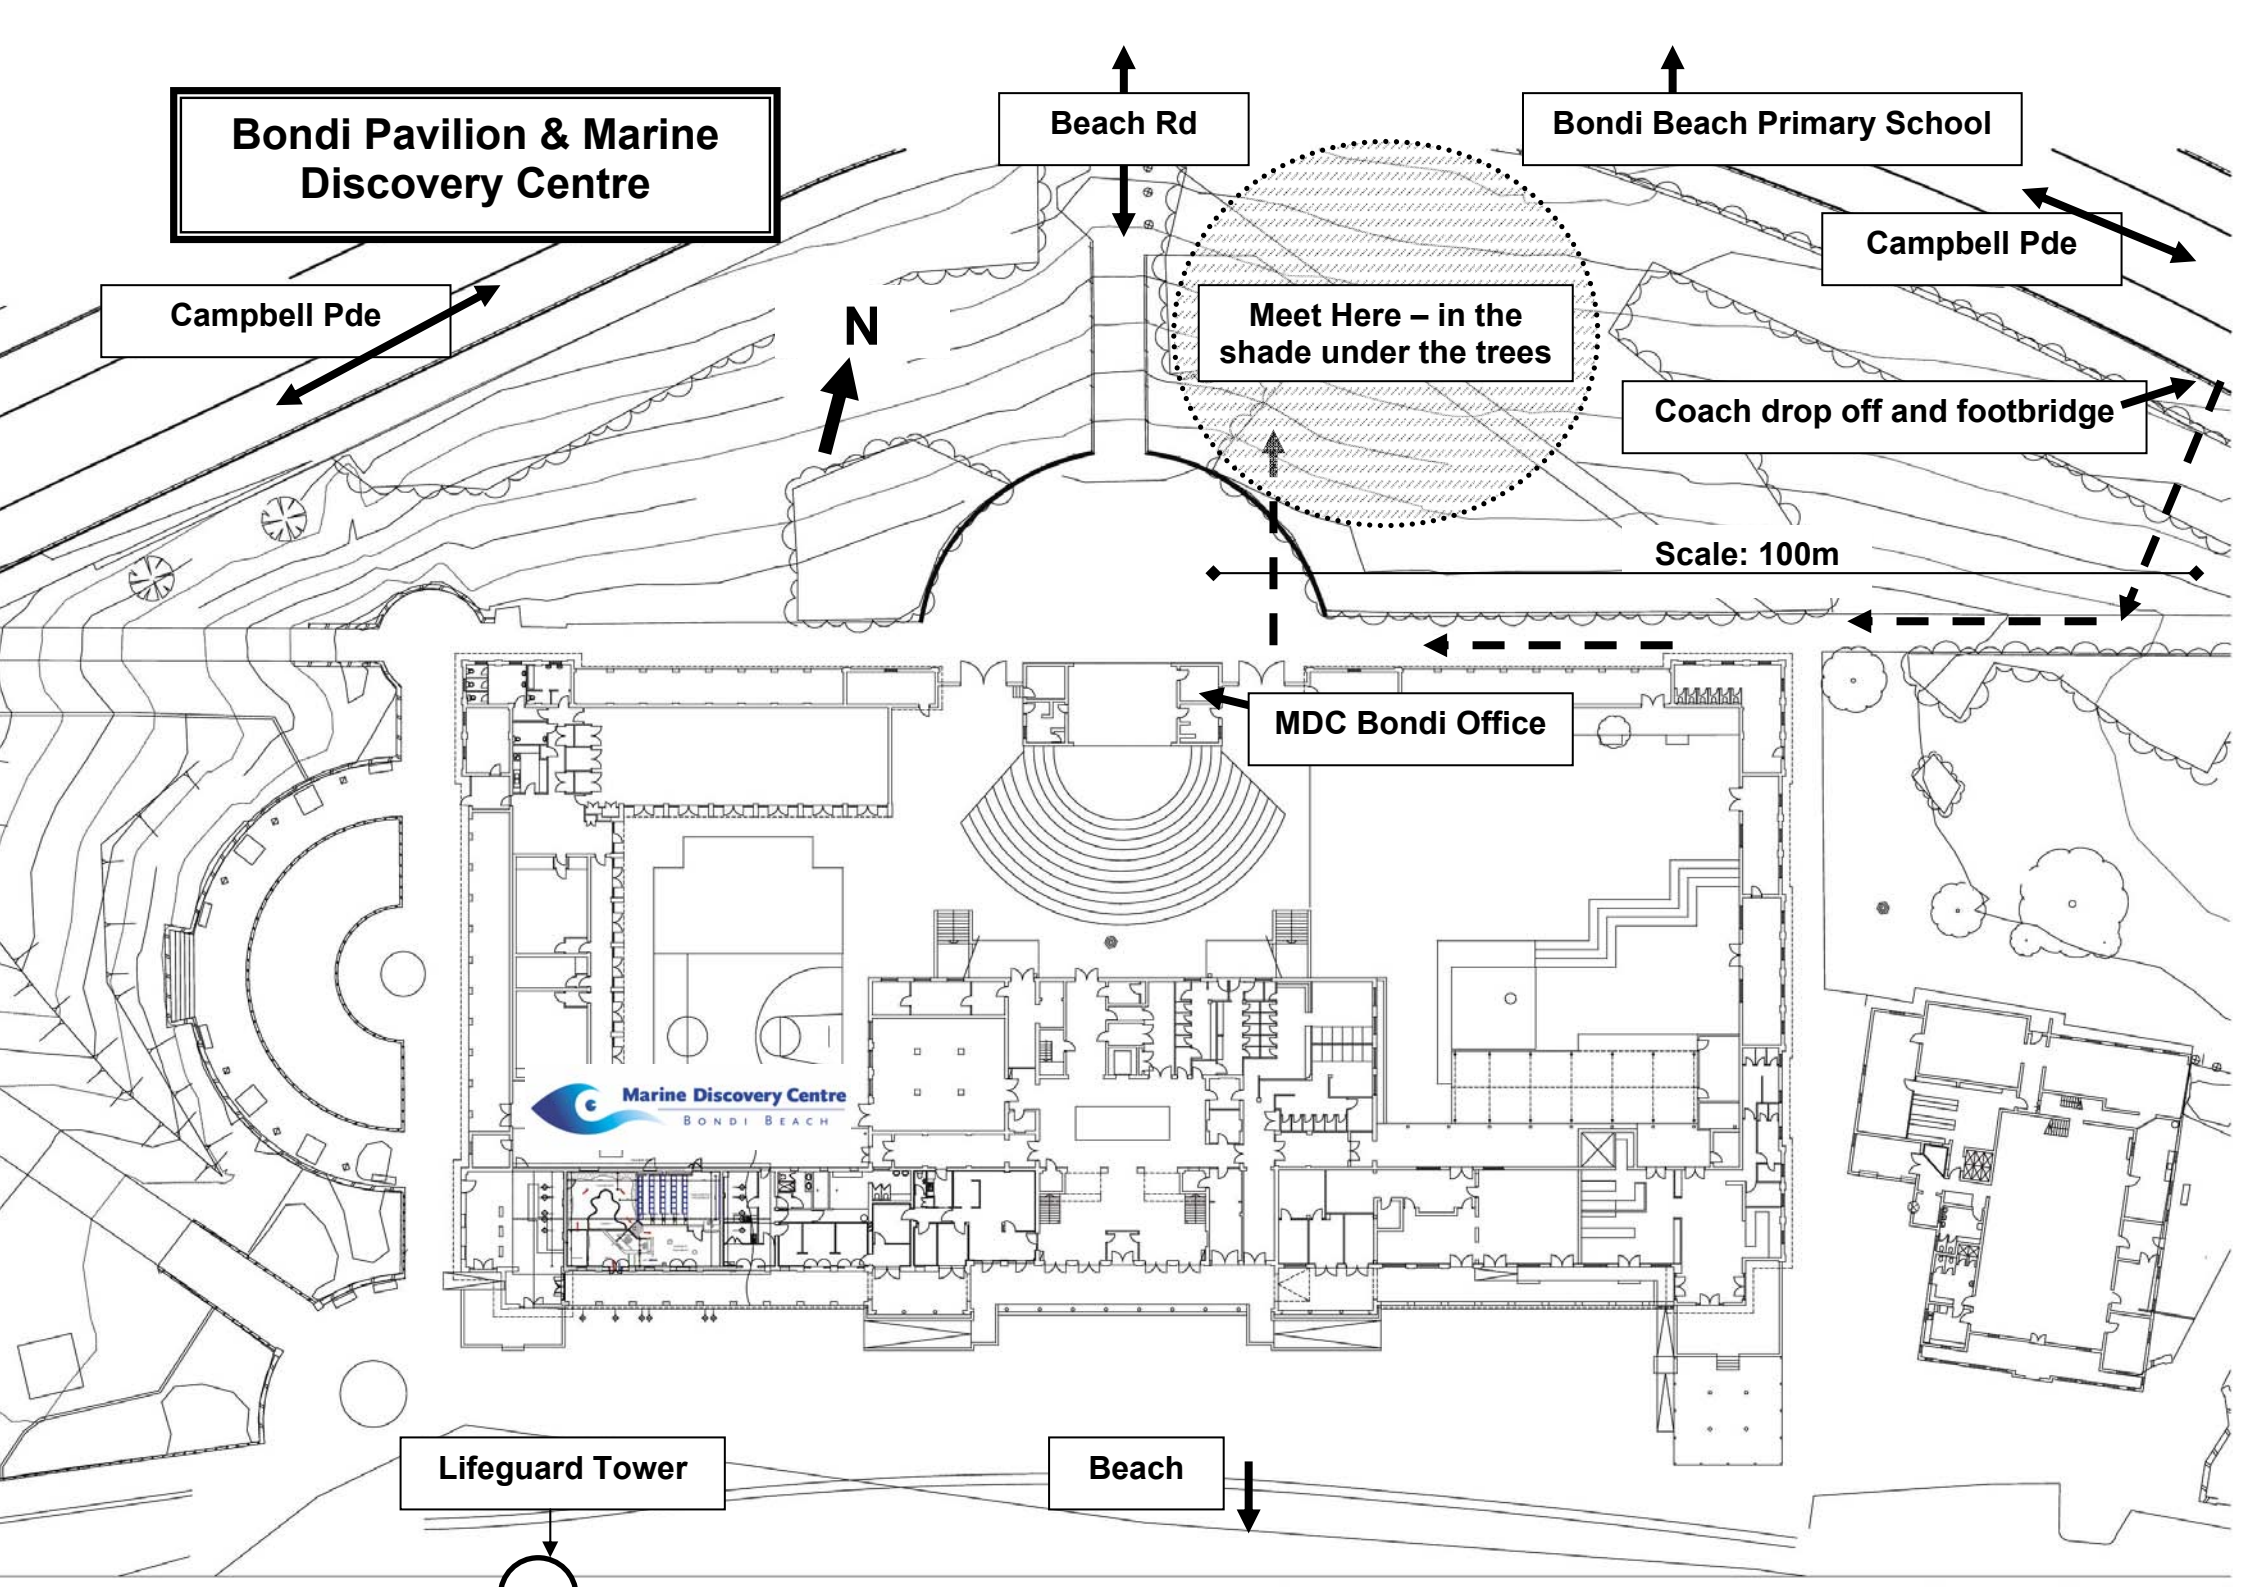 Beach Rd
Bondi Beach Primary School
Bondi Pavilion & Marine
Discovery Centre
Campbell Pde
Campbell Pde
N
Meet Here – in the
shade under the trees
Coach drop off and footbridge
Scale: 100m
MDC Bondi Office
Marine Discovery Centre
BONDI BEACH
Lifeguard Tower
Beach